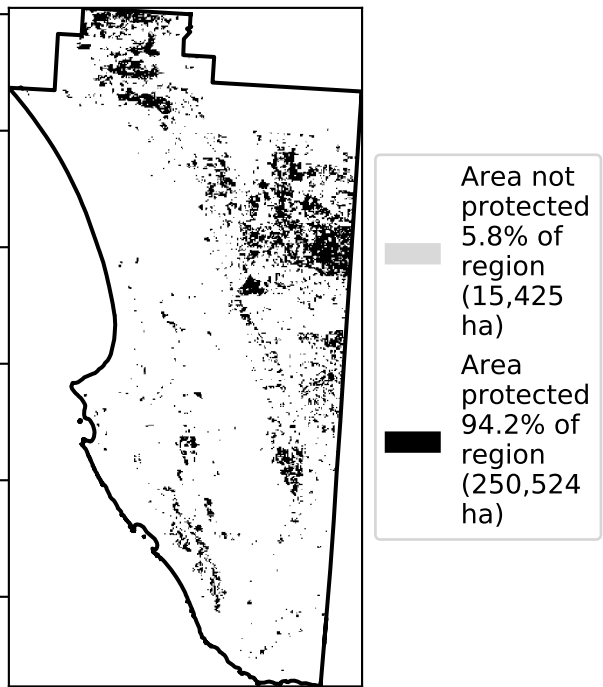 Area not
protected
5.8% of
region
(15,425
ha)
Area
protected
94.2% of
region
(250,524
ha)